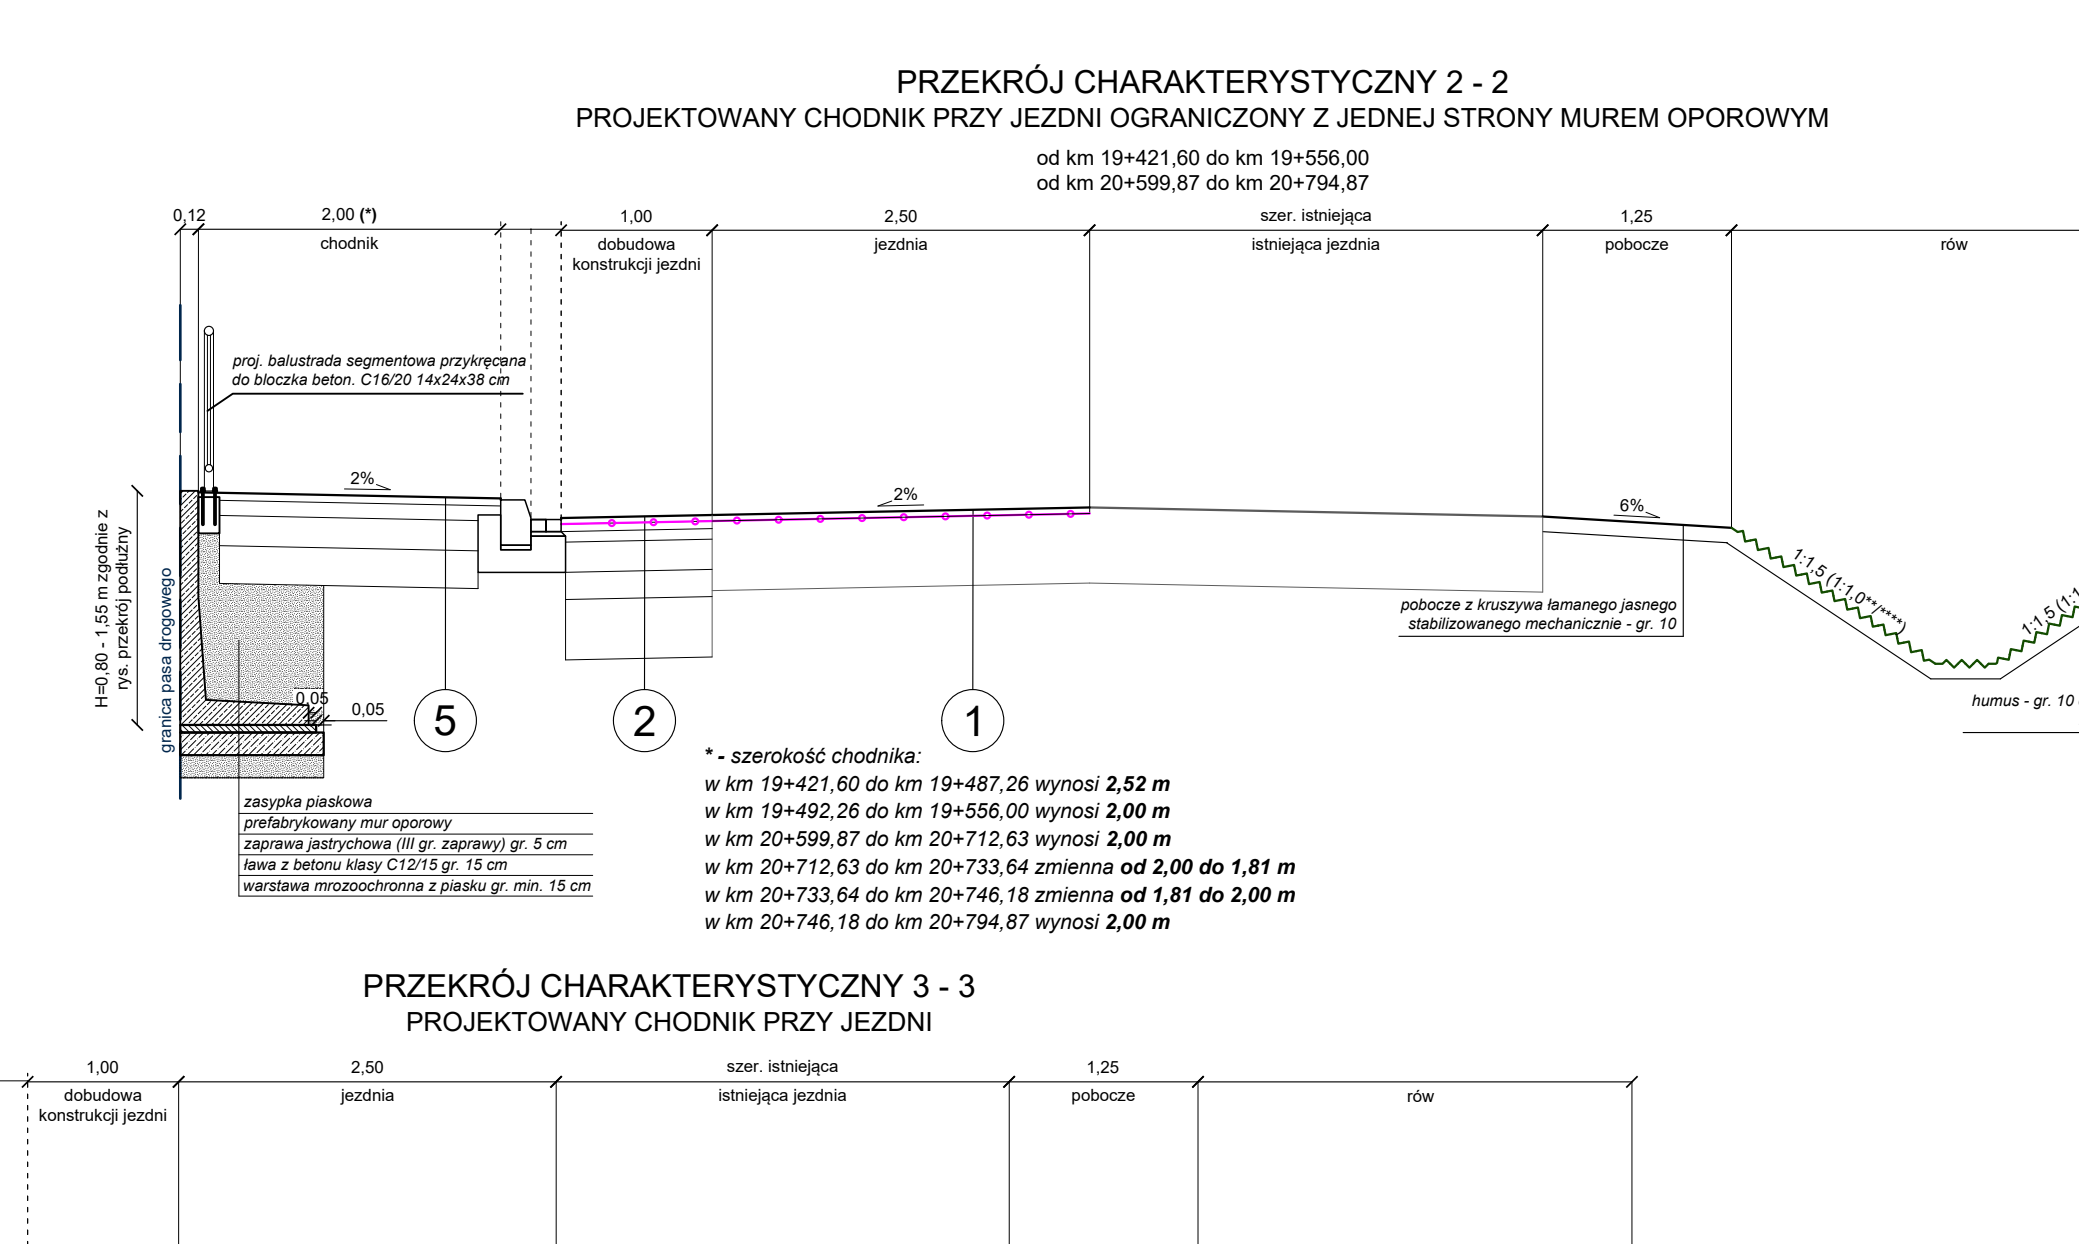 PRZEKRÓJ CHARAKTERYSTYCZNY 2 - 2
PROJEKTOWANY CHODNIK PRZY JEZDNI OGRANICZONY Z JEDNEJ STRONY MUREM OPOROWYM
od km 19+421,60 do km 19+556,00
od km 20+599,87 do km 20+794,87
0,12
2,00 (*)
chodnik
1,00
dobudowa
konstrukcji jezdni
2,50
jezdnia
szer. istniejąca
istniejąca jezdnia
1,25
pobocze
rów
proj. balustrada segmentowa przykręcana
do bloczka beton. C16/20 14x24x38 cm
2%
2%
6%
H=0,80 - 1,55 m zgodnie z
rys. przekrój podłużny
granica pasa drogowego
0,05
0,05
5
2
1
pobocze z kruszywa łamanego jasnego
stabilizowanego mechanicznie - gr. 10
1:1,5 (1:1,0**/****)
1:1,5 (1:1
humus - gr. 10
zasypka piaskowa
prefabrykowany mur oporowy
zaprawa jastrychowa (III gr. zaprawy) gr. 5 cm
ława z betonu klasy C12/15 gr. 15 cm
warstwa mrozoochronna z piasku gr. min. 15 cm
* - szerokość chodnika:
w km 19+421,60 do km 19+487,26 wynosi 2,52 m
w km 19+492,26 do km 19+556,00 wynosi 2,00 m
w km 20+599,87 do km 20+712,63 wynosi 2,00 m
w km 20+712,63 do km 20+733,64 zmienna od 2,00 do 1,81 m
w km 20+733,64 do km 20+746,18 zmienna od 1,81 do 2,00 m
w km 20+746,18 do km 20+794,87 wynosi 2,00 m
PRZEKRÓJ CHARAKTERYSTYCZNY 3 - 3
PROJEKTOWANY CHODNIK PRZY JEZDNI
1,00
dobudowa
konstrukcji jezdni
2,50
jezdnia
szer. istniejąca
istniejąca jezdnia
1,25
pobocze
rów